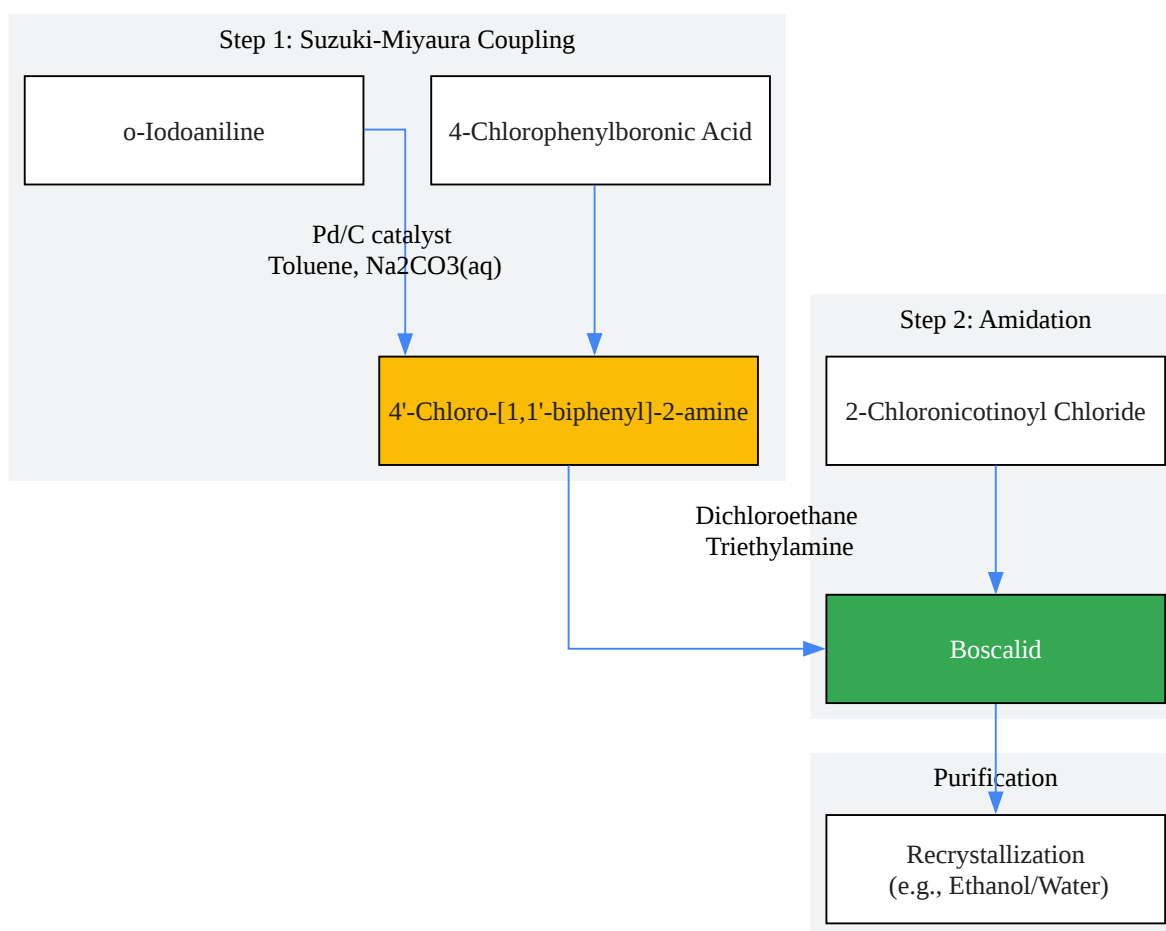 Step 1: Suzuki-Miyaura Coupling
o-Iodoaniline
4-Chlorophenylboronic Acid
Pd/C catalyst
Toluene, Na2CO3(aq)
4'-Chloro-[1,1'-biphenyl]-2-amine
Step 2: Amidation
2-Chloronicotinoyl Chloride
Dichloroethane
Triethylamine
Boscalid
Purification
Recrystallization
(e.g., Ethanol/Water)